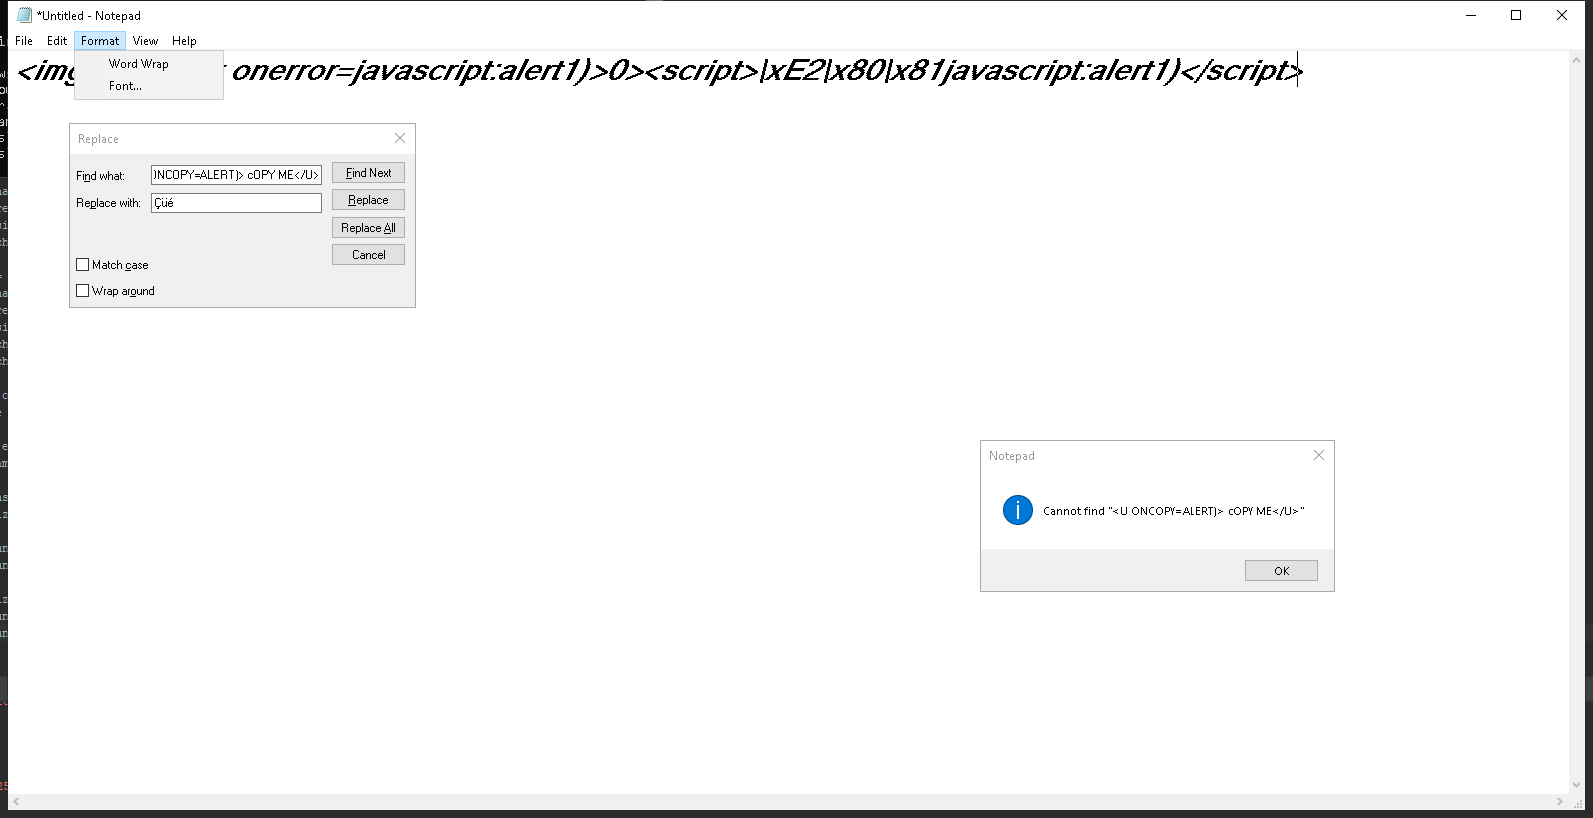 *Untitled - Notepad
File Edit Format View Help
Word Wrap
Font...
<img onerror=javascript:alert1)>0><script>\xE2\x80\x81javascript:alert1)</script>
Replace
Find what: ONCOPY=ALERT)> cOPY ME</U>
Find Next
Replace with: Çüé
Replace
Replace All
Cancel
Match case
Wrap around
Notepad
Cannot find "<U ONCOPY=ALERT)> cOPY ME</U>"
OK